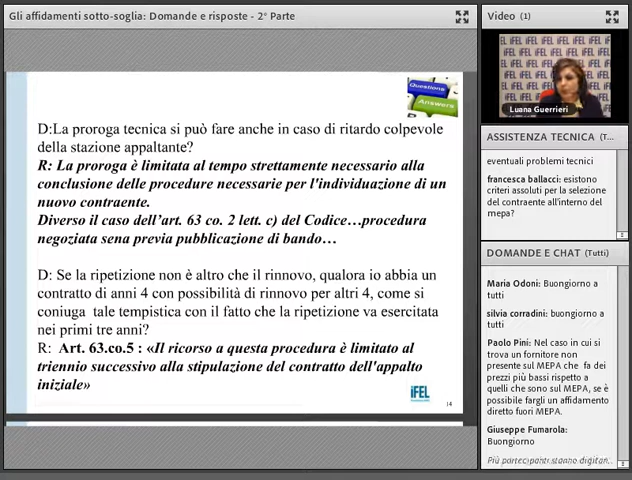 Gli affidamenti sotto-soglia: Domande e risposte - 2° Parte
Questions
Answers
D:La proroga tecnica si può fare anche in caso di ritardo colpevole
della stazione appaltante?
R: La proroga è limitata al tempo strettamente necessario alla
conclusione delle procedure necessarie per l'individuazione di un
nuovo contraente.
Diverso il caso dell'art. 63 co. 2 lett. c) del Codice…procedura
negoziata sena previa pubblicazione di bando…
D: Se la ripetizione non è altro che il rinnovo, qualora io abbia un
contratto di anni 4 con possibilità di rinnovo per altri 4, come si
coniuga tale tempistica con il fatto che la ripetizione va esercitata
nei primi tre anni?
R: Art. 63.co.5 : «Il ricorso a questa procedura è limitato al
triennio successivo alla stipulazione del contratto dell'appalto
iniziale»
iFEL
14
Video (1)
Luana Guerrieri
ASSISTENZA TECNICA (T...
eventuali problemi tecnici
francesca ballacci: esistono
criteri assoluti per la selezione
del contraente all'interno del
mepa?
DOMANDE E CHAT (Tutti)
Maria Odoni: Buongiorno a
tutti
silvia corradini: buongiorno a
tutti
Paolo Pini: Nel caso in cui si
trova un fornitore non
presente sul MEPA che fa dei
prezzi più bassi rispetto a
quelli che sono sul MEPA, se è
possibile fargli un affidamento
diretto fuori MEPA.
Giuseppe Fumarola:
Buongiorno
Più partecipanti stanno digitan...